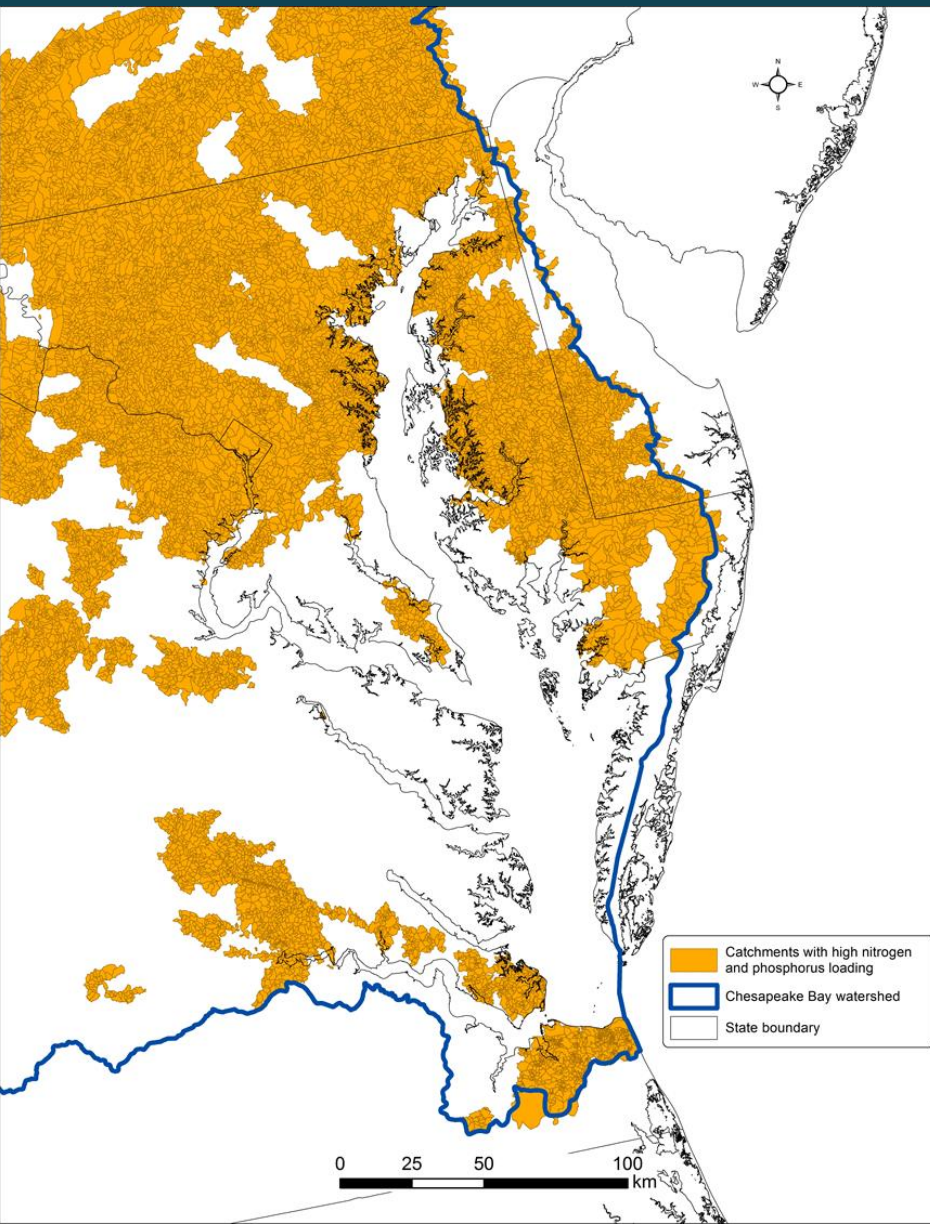 N
W E
S
Catchments with high nitrogen
and phosphorus loading
Chesapeake Bay watershed
State boundary
0 25 50 100
km